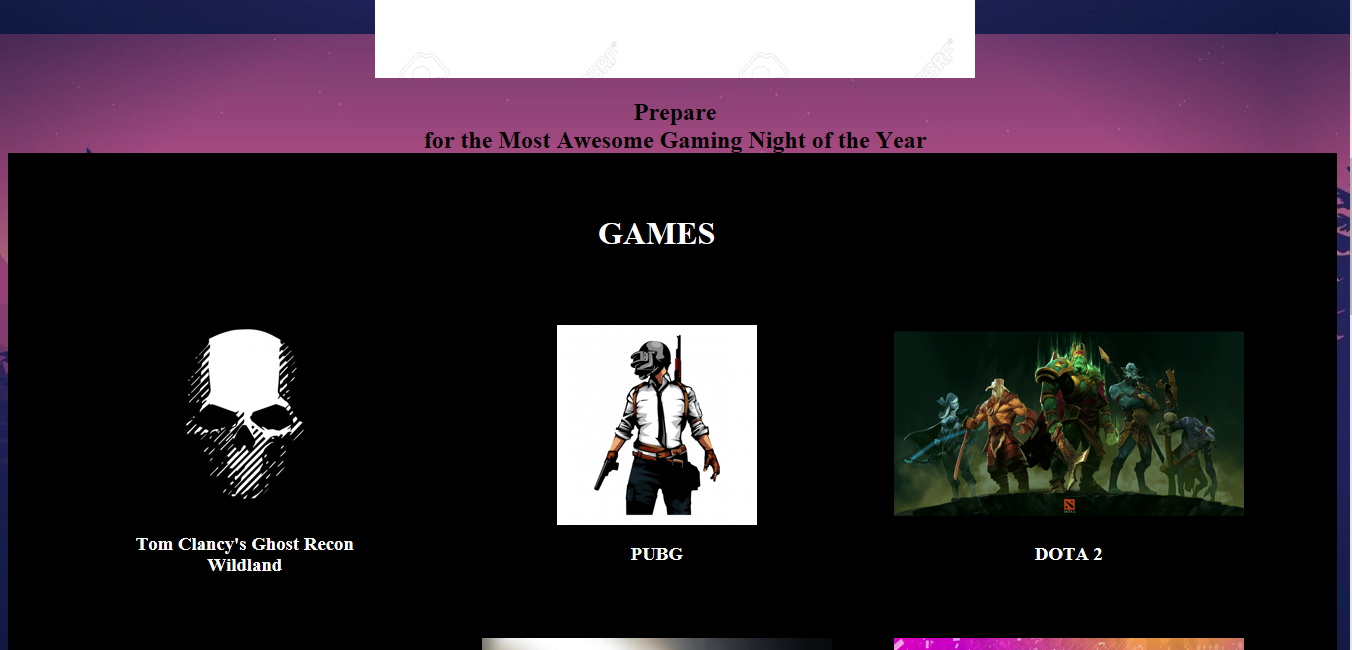 Prepare
for the Most Awesome Gaming Night of the Year
GAMES
Tom Clancy's Ghost Recon
Wildland
PUBG
DOTA 2